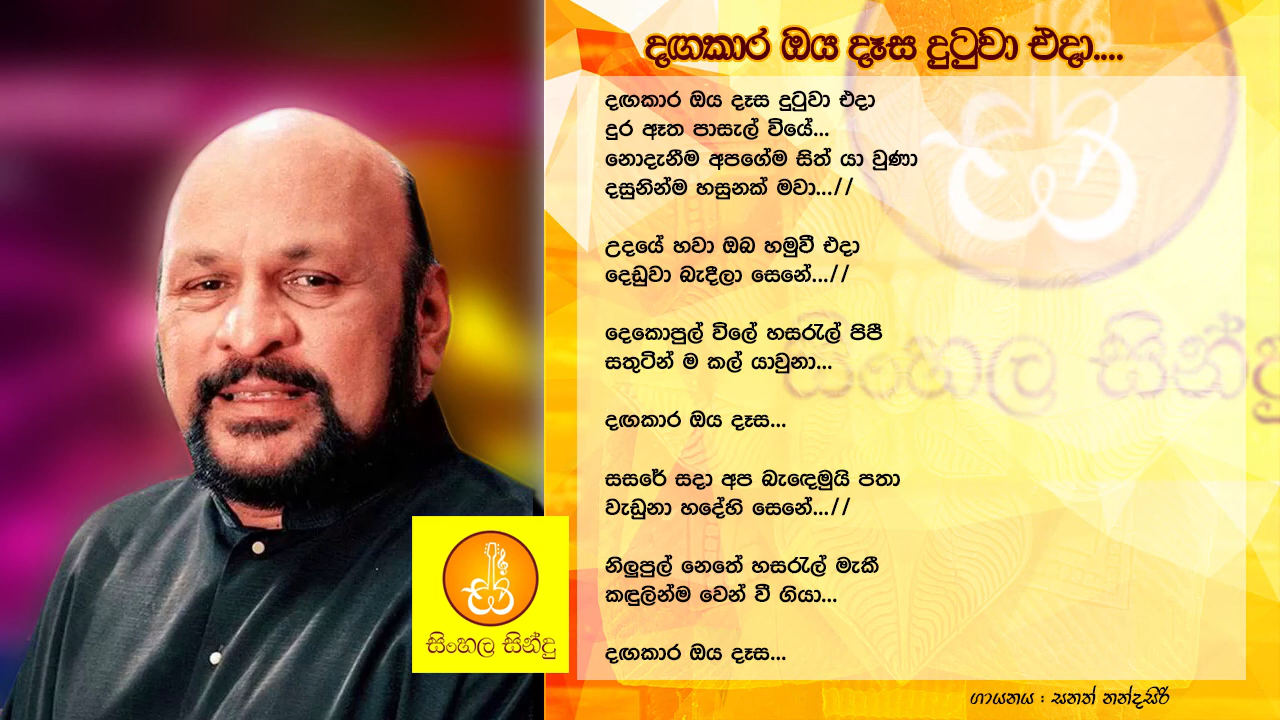 දඟකාර ඔය දෑස දුටුවා එදා....
දඟකාර ඔය දෑස දුටුවා එදා
දුර ඈත පාසැල් වියේ...
නොදැනීම අපගේම සිත් යා වුණා
දසුනින්ම හසුනක් මවා...//
උදයේ හවා ඔබ හමුවී එදා
දෙඩුවා බැදීලා සෙනේ...//
දෙකොපුල් විලේ හසරැල් පිපී
සතුටින් ම කල් යාවුනා...
දඟකාර ඔය දෑස...
සසරේ සදා අප බැඳෙමුයි පතා
වැඩුනා හදේහි සෙනේ...//
නිලුපුල් නෙතේ හසරැල් මැකී
කඳුලින්ම වෙන් වී ගියා...
දඟකාර ඔය දෑස...
සිංහල සින්දු
සිංහල සින්දු
ගායනය : සනත් නන්දසිරි